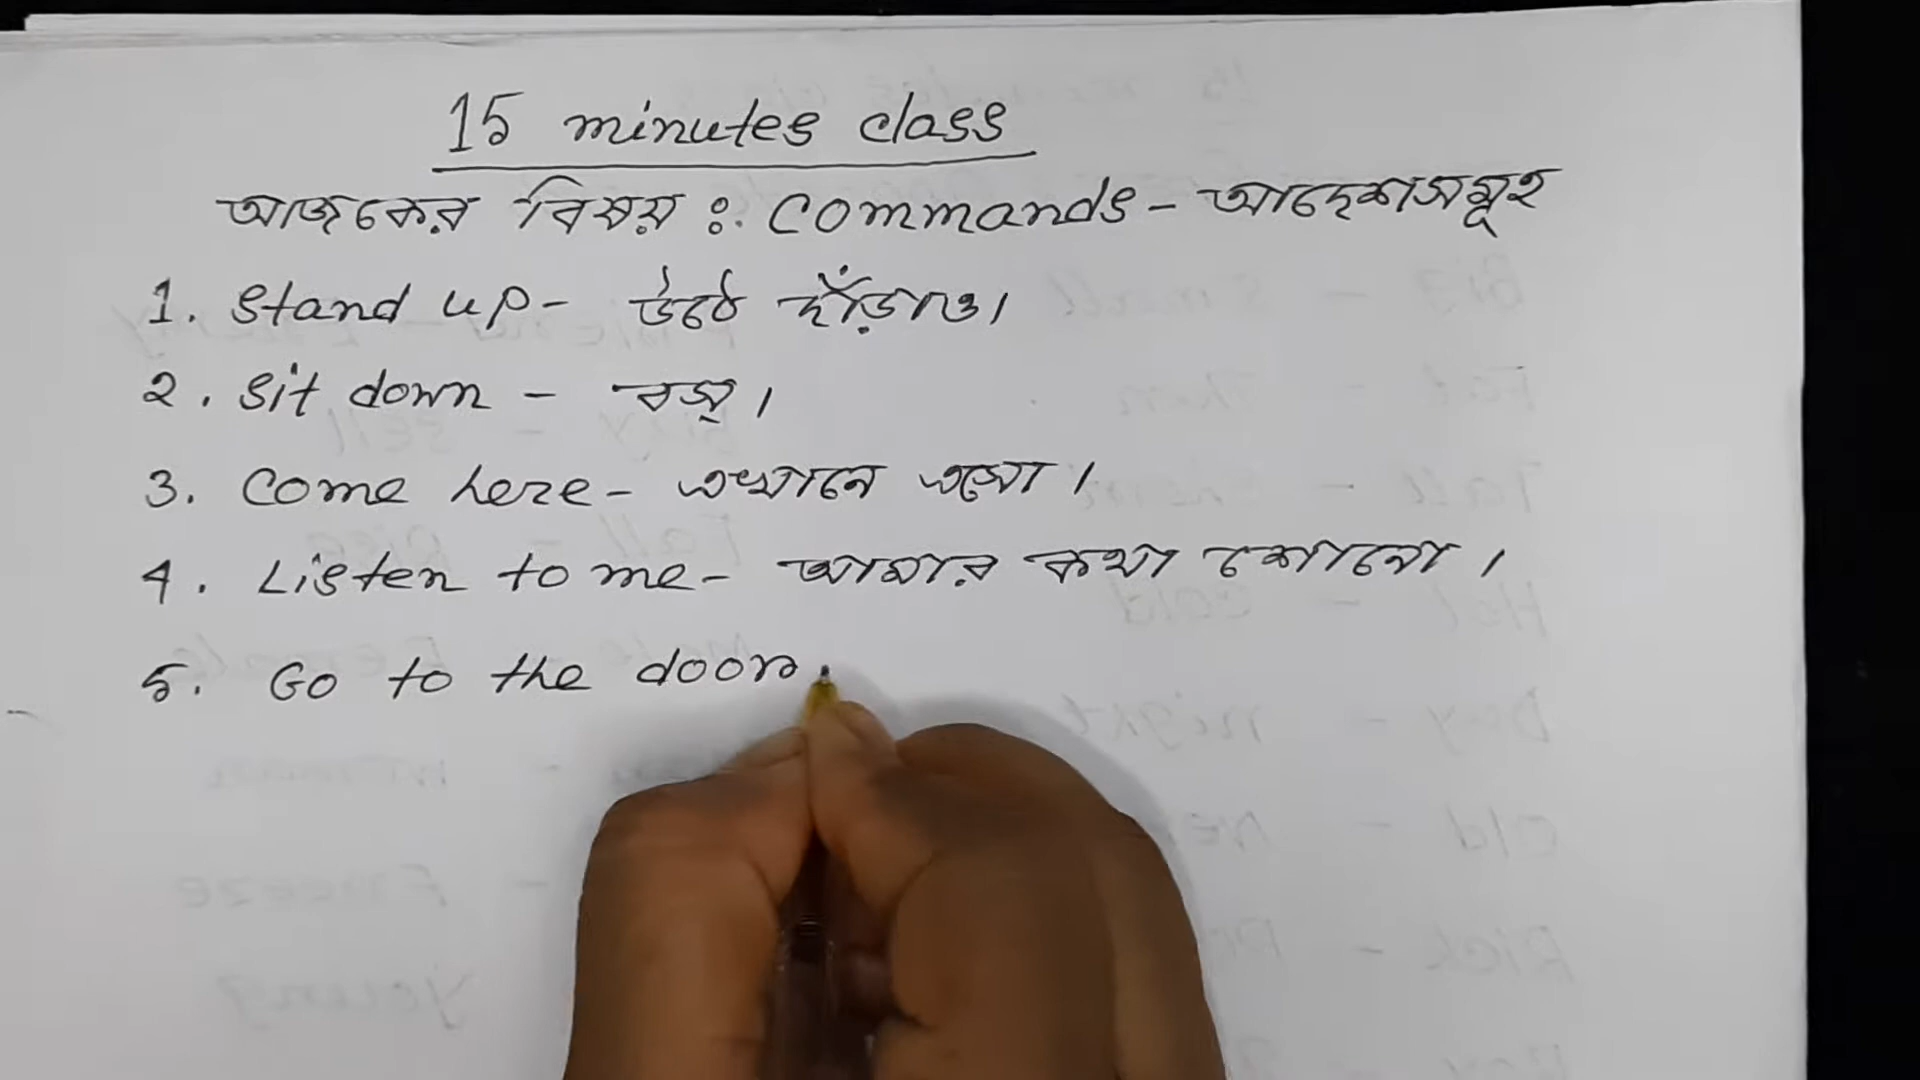 15 minutes class
আজকের বিষয় ঃ. Commands - আদেশসমূহ
1. Stand up - উঠে দাঁড়াও।
2. Sit down - বস্।
3. Come here - এখানে এসো।
4. Listen to me - আমার কথা শোনো।
5. Go to the door